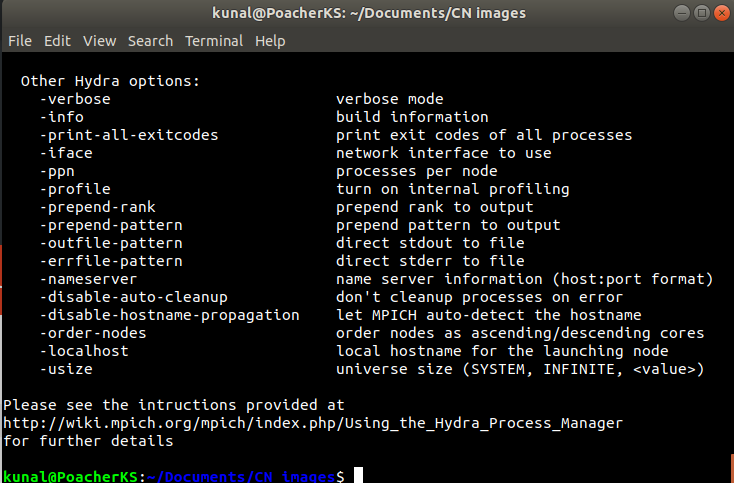 kunal@PoacherKS: ~/Documents/CN images
File Edit View Search Terminal Help
Other Hydra options:
-verbose verbose mode
-info build information
-print-all-exitcodes print exit codes of all processes
-iface network interface to use
-ppn processes per node
-profile turn on internal profiling
-prepend-rank prepend rank to output
-prepend-pattern prepend pattern to output
-outfile-pattern direct stdout to file
-errfile-pattern direct stderr to file
-nameserver name server information (host:port format)
-disable-auto-cleanup don't cleanup processes on error
-disable-hostname-propagation let MPICH auto-detect the hostname
-order-nodes order nodes as ascending/descending cores
-localhost local hostname for the launching node
-usize universe size (SYSTEM, INFINITE, <value>)
Please see the intructions provided at
http://wiki.mpich.org/mpich/index.php/Using_the_Hydra_Process_Manager
for further details
kunal@PoacherKS:~/Documents/CN images$